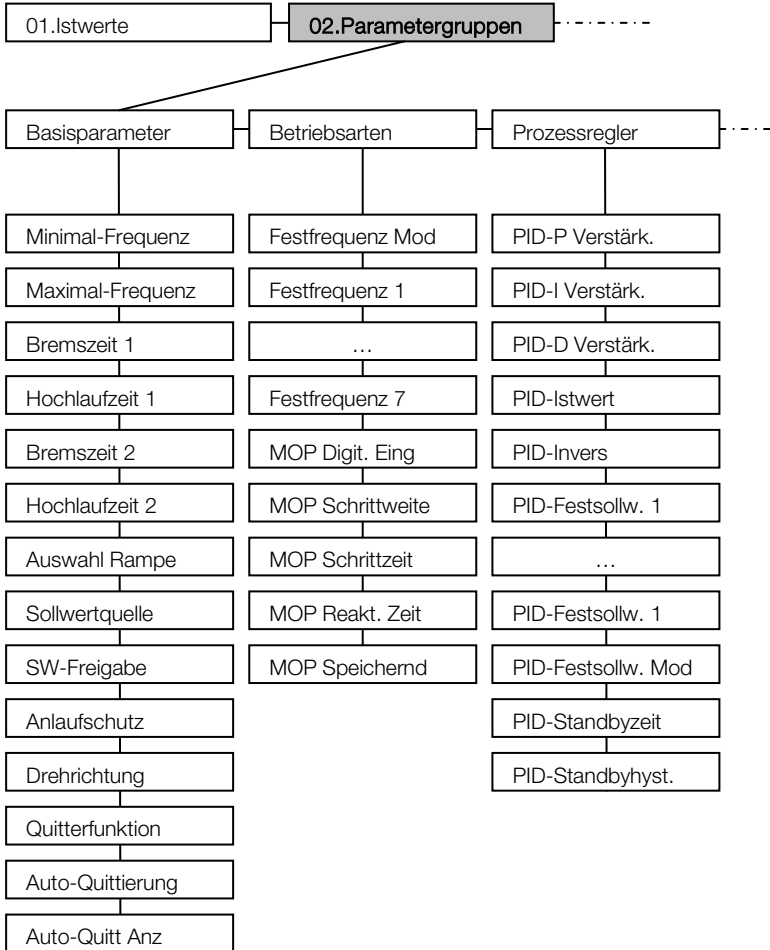 01.Istwerte
02.Parametergruppen
Basisparameter
Betriebsarten
Prozessregler
Minimal-Frequenz
Maximal-Frequenz
Bremszeit 1
Hochlaufzeit 1
Bremszeit 2
Hochlaufzeit 2
Auswahl Rampe
Sollwertquelle
SW-Freigabe
Anlaufschutz
Drehrichtung
Quitterfunktion
Auto-Quittierung
Auto-Quitt Anz
Festfrequenz Mod
Festfrequenz 1
…
Festfrequenz 7
MOP Digit. Eing
MOP Schrittweite
MOP Schrittzeit
MOP Reakt. Zeit
MOP Speichernd
PID-P Verstärk.
PID-I Verstärk.
PID-D Verstärk.
PID-Istwert
PID-Invers
PID-Festsollw. 1
…
PID-Festsollw. 1
PID-Festsollw. Mod
PID-Standbyzeit
PID-Standbyhyst.